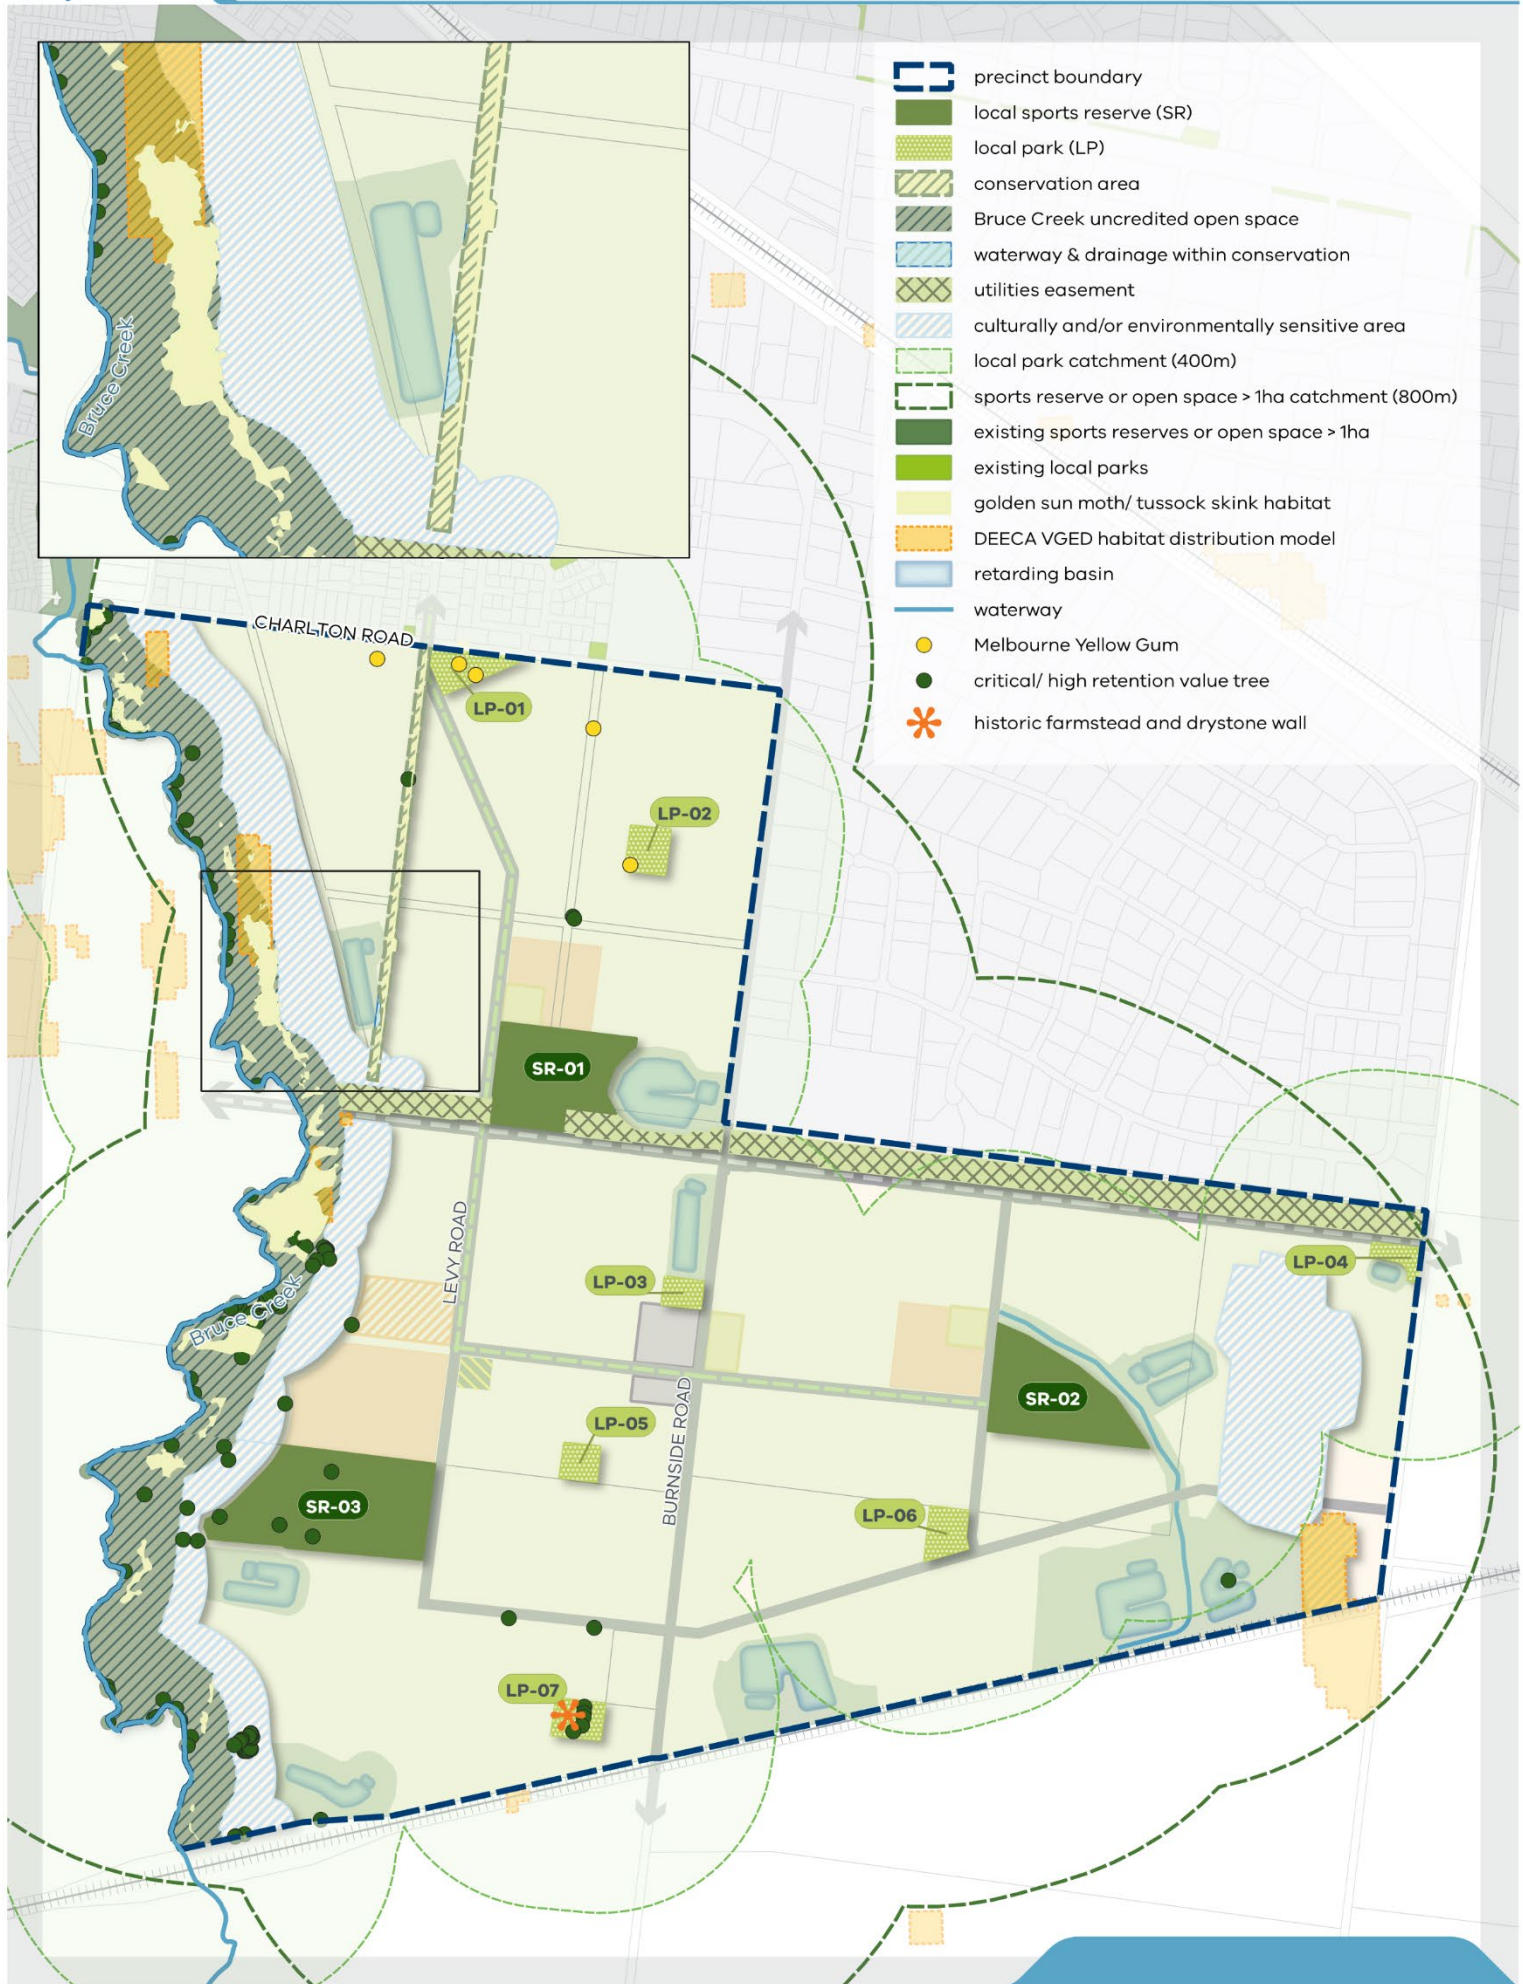 precinct boundary
local sports reserve (SR)
local park (LP)
conservation area
Bruce Creek uncredited open space
waterway & drainage within conservation
utilities easement
culturally and/or environmentally sensitive area
local park catchment (400m)
sports reserve or open space > 1ha catchment (800m)
existing sports reserves or open space > 1ha
existing local parks
golden sun moth/ tussock skink habitat
DEECA VGED habitat distribution model
retarding basin
waterway
Melbourne Yellow Gum
critical/ high retention value tree
historic farmstead and drystone wall
Bruce Creek
CHARLTON ROAD
LP-01
LP-02
SR-01
LEVY ROAD
LP-03
LP-04
Bruce Creek
SR-02
BURNSIDE ROAD
LP-05
SR-03
LP-06
LP-07